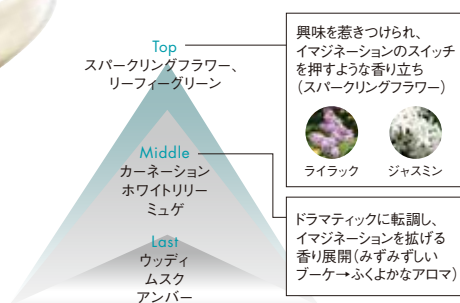 Top
スパークリングフラワー、
リーフィーグリーン
Middle
カーネーション
ホワイトリリー
ミュゲ
Last
ウッディ
ムスク
アンバー
興味を惹きつけられ、
イマジネーションのスイッチ
を押すような香り立ち
(スパークリングフラワー)
ライラック
ジャスミン
ドラマティックに転調し、
イマジネーションを拡げる
香り展開(みずみずしい
ブーケ→ふくよかなアロマ)